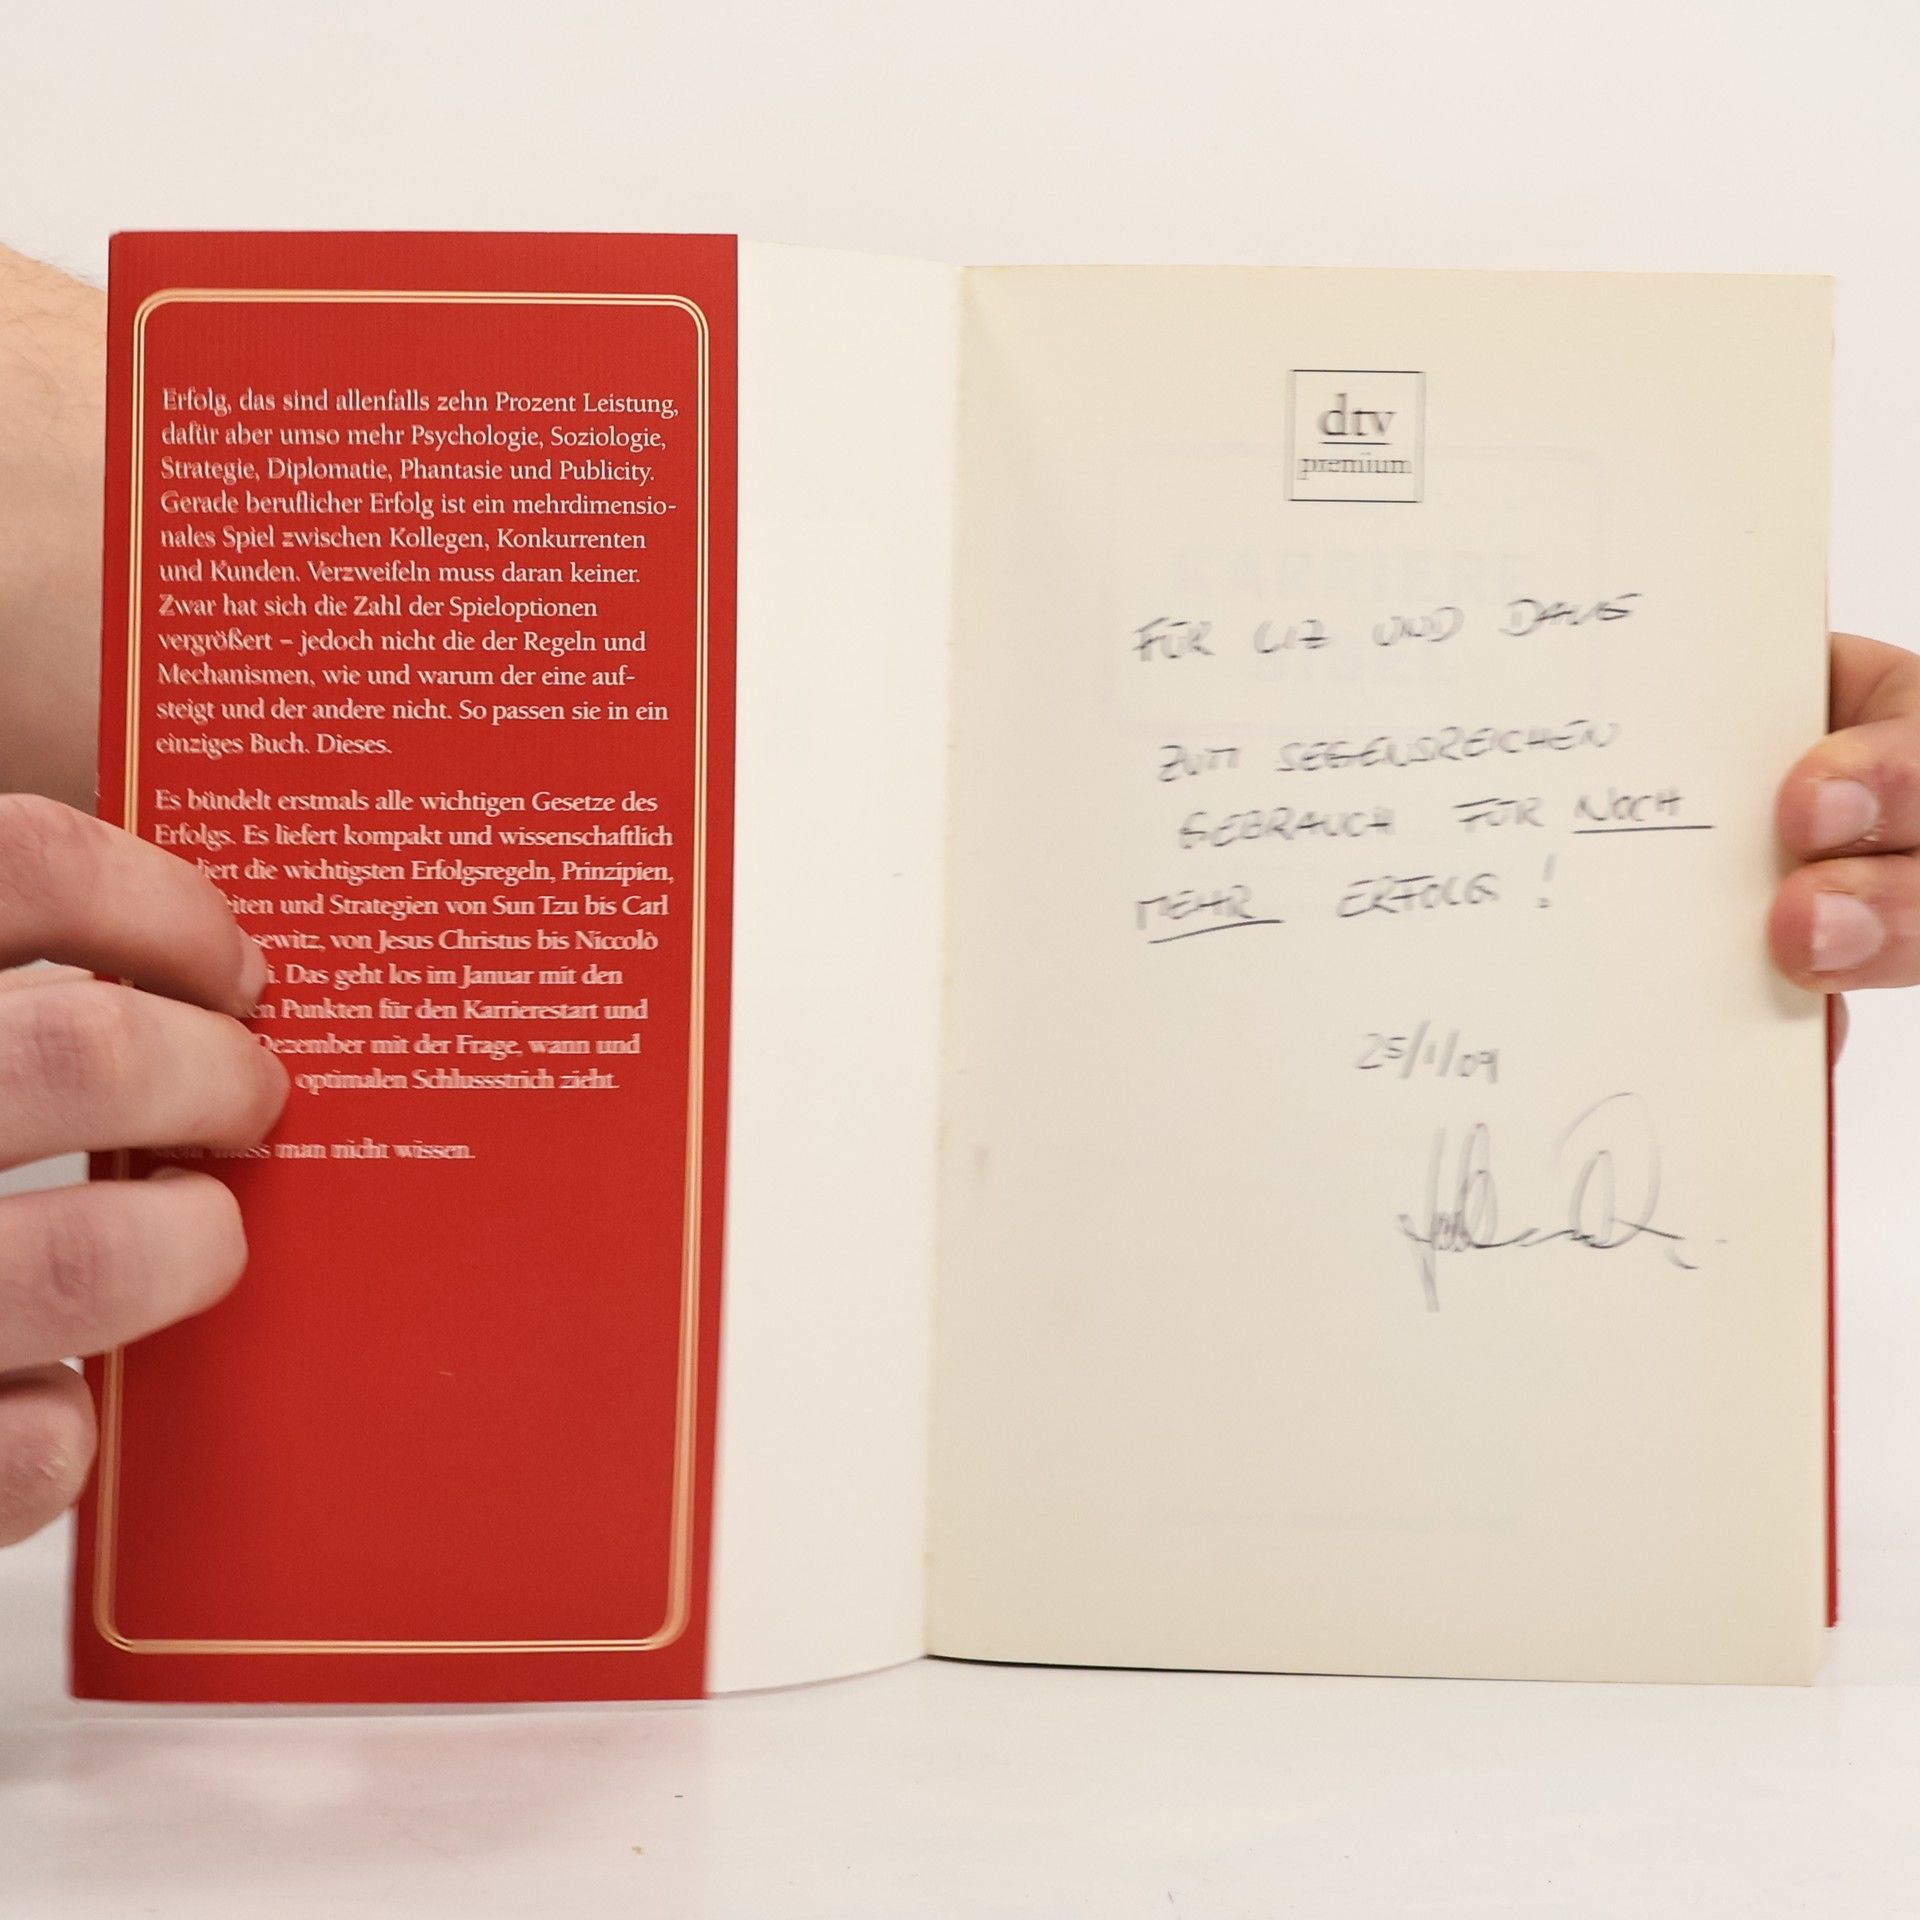 Erfolg, das sind allenfalls zehn Prozent Leistung,
dafür aber umso mehr Psychologie, Soziologie,
Strategie, Diplomatie, Phantasie und Publicity.
Gerade beruflicher Erfolg ist ein mehrdimensio-
nales Spiel zwischen Kollegen, Konkurrenten
und Kunden. Verzweifeln muss daran keiner.
Zwar hat sich die Zahl der Spieloptionen
vergrößert – jedoch nicht die der Regeln und
Mechanismen, wie und warum der eine auf-
steigt und der andere nicht. So passen sie in ein
einziges Buch. Dieses.
Es bündelt erstmals alle wichtigen Gesetze des
Erfolgs. Es liefert kompakt und wissenschaftlich
die wichtigsten Erfolgsregeln, Prinzipien,
und Strategien von Sun Tzu bis Carl
von Jesus Christus bis Niccolò
Das geht los im Januar mit den
Punkten für den Karrierestart und
Dezember mit der Frage, wann und
optimalen Schlussstrich zieht.
man nicht wissen.
dtv
premium
FÜR LIZ UND DAVE
ZUM SEGENSREICHEN
GEBRAUCH FÜR NOCH
MEHR ERFOLG!
25/1/09